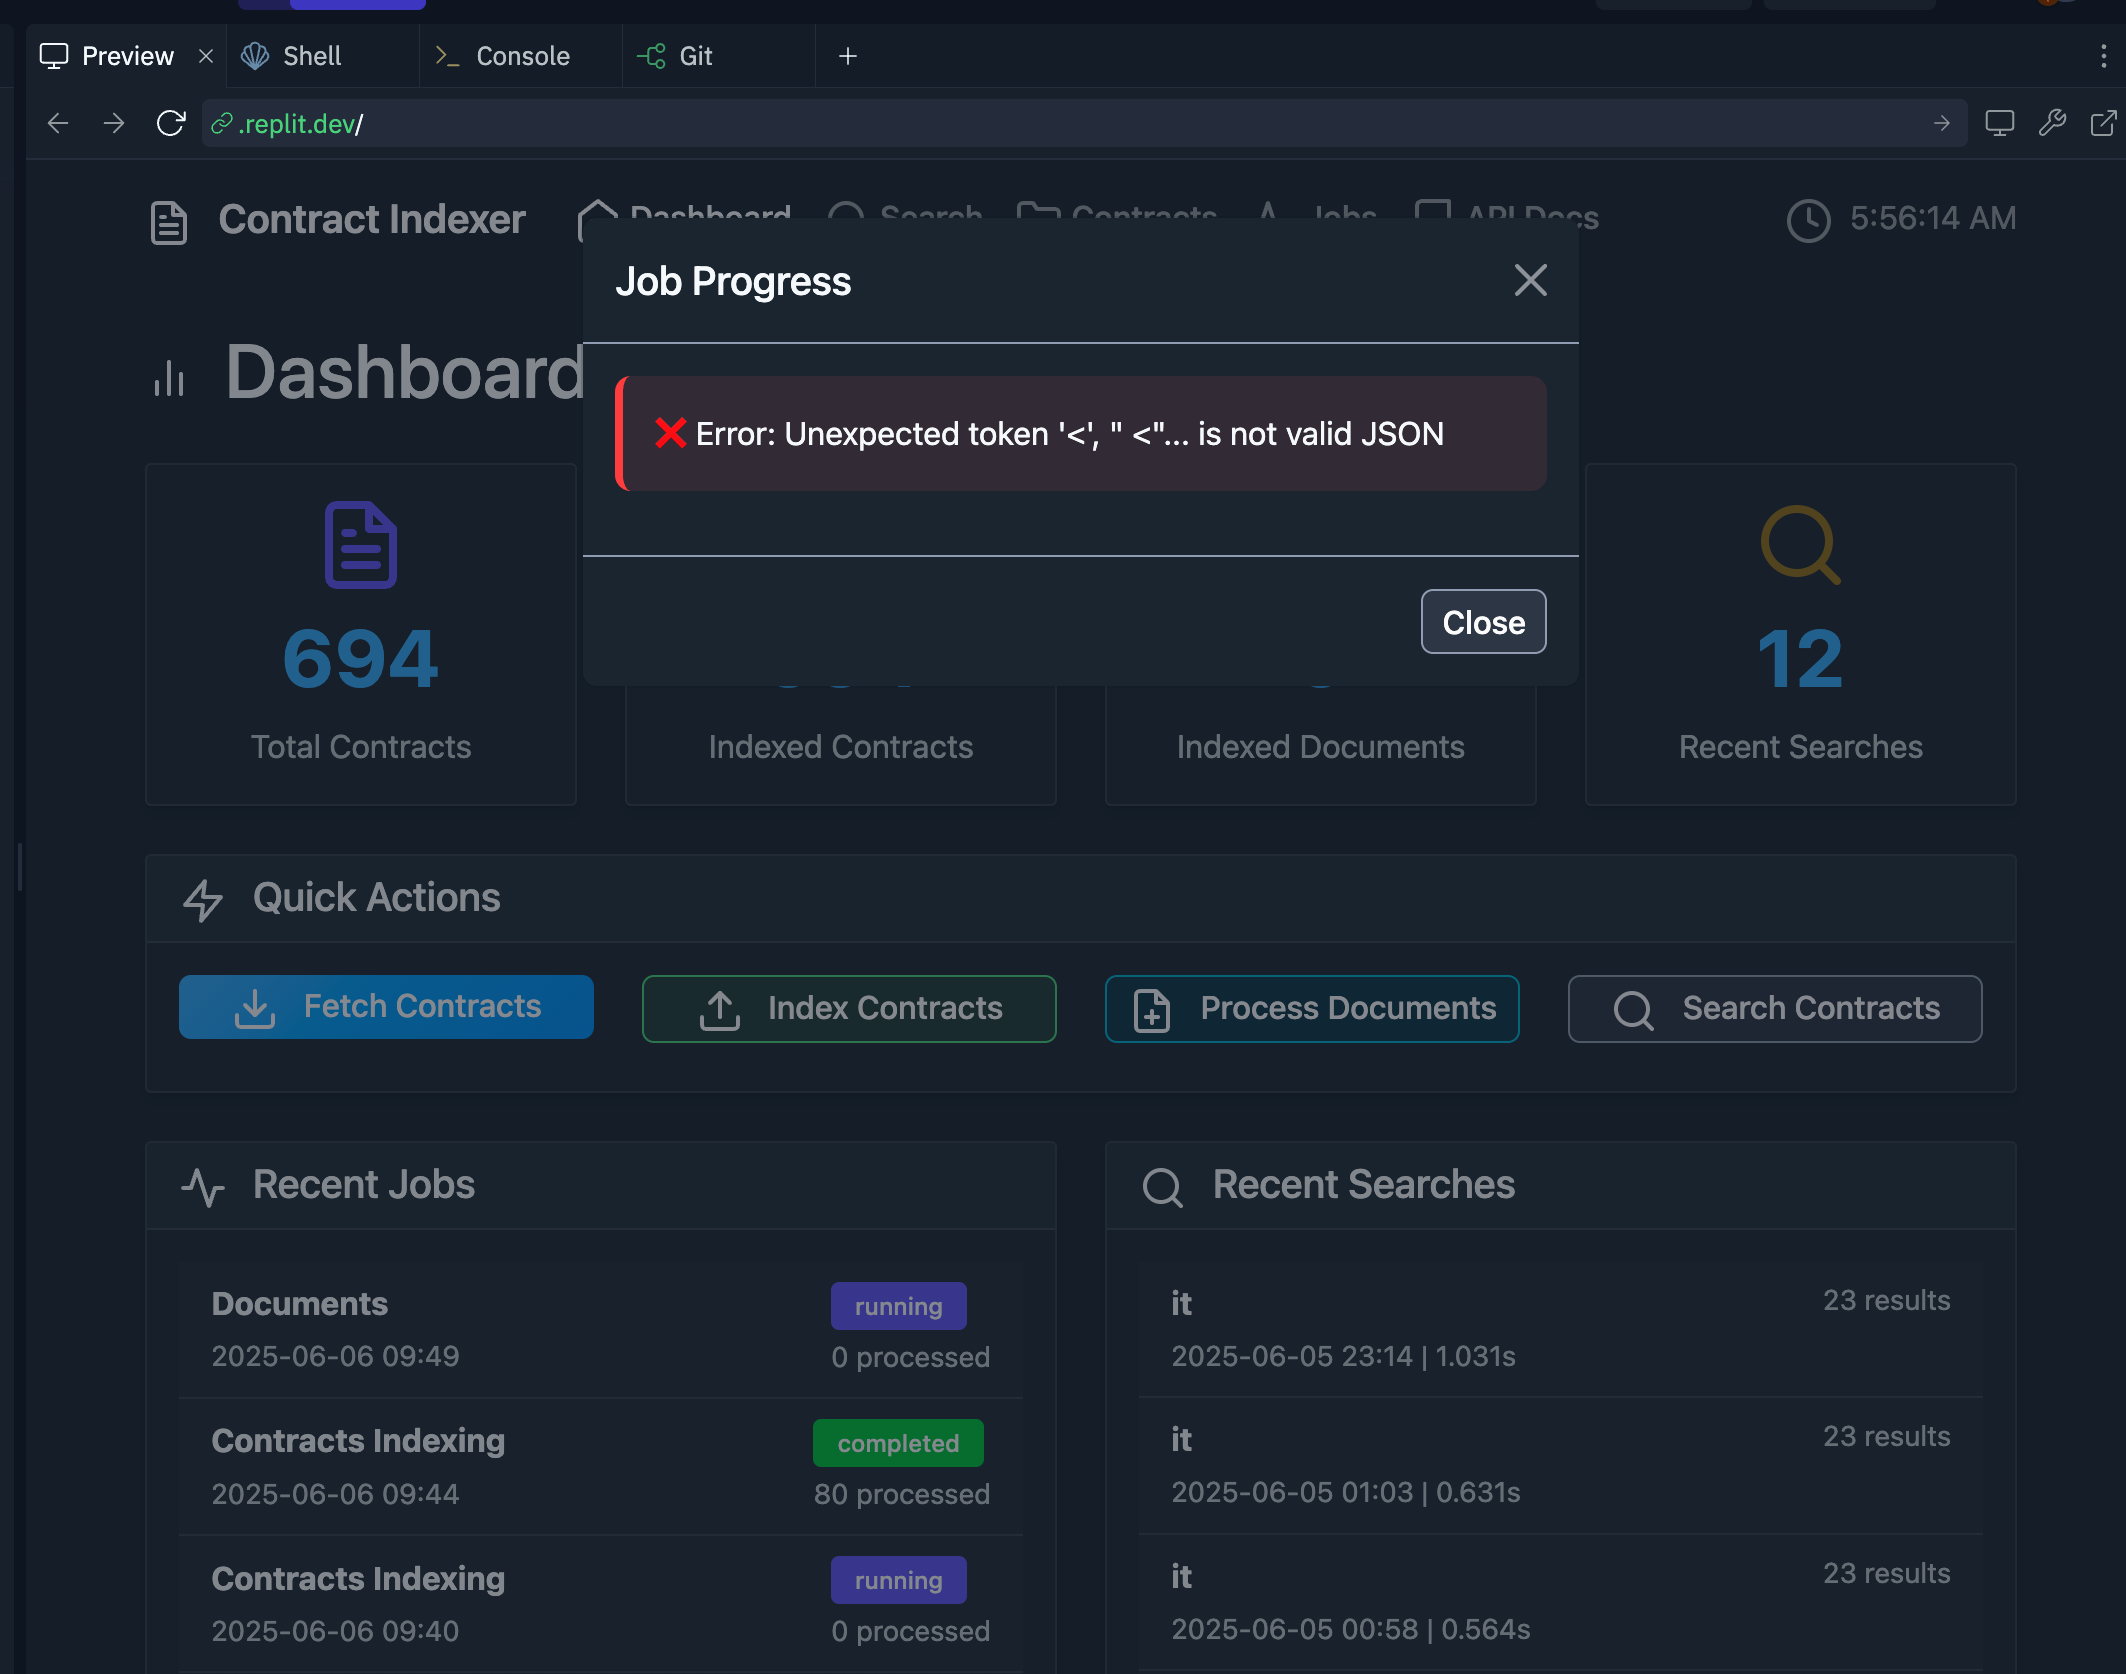 Preview
Shell
Console
Git
.replit.dev/
Contract Indexer
Dashboard
Search
Contracts
Jobs
API Docs
5:56:14 AM
Job Progress
Dashboard
❌ Error: Unexpected token '<', " <"... is not valid JSON
Close
694
Total Contracts
Indexed Contracts
Indexed Documents
12
Recent Searches
Quick Actions
Fetch Contracts
Index Contracts
Process Documents
Search Contracts
Recent Jobs
Documents
running
2025-06-06 09:49
0 processed
Contracts Indexing
completed
2025-06-06 09:44
80 processed
Contracts Indexing
running
2025-06-06 09:40
0 processed
Recent Searches
it
23 results
2025-06-05 23:14 | 1.031s
it
23 results
2025-06-05 01:03 | 0.631s
it
23 results
2025-06-05 00:58 | 0.564s